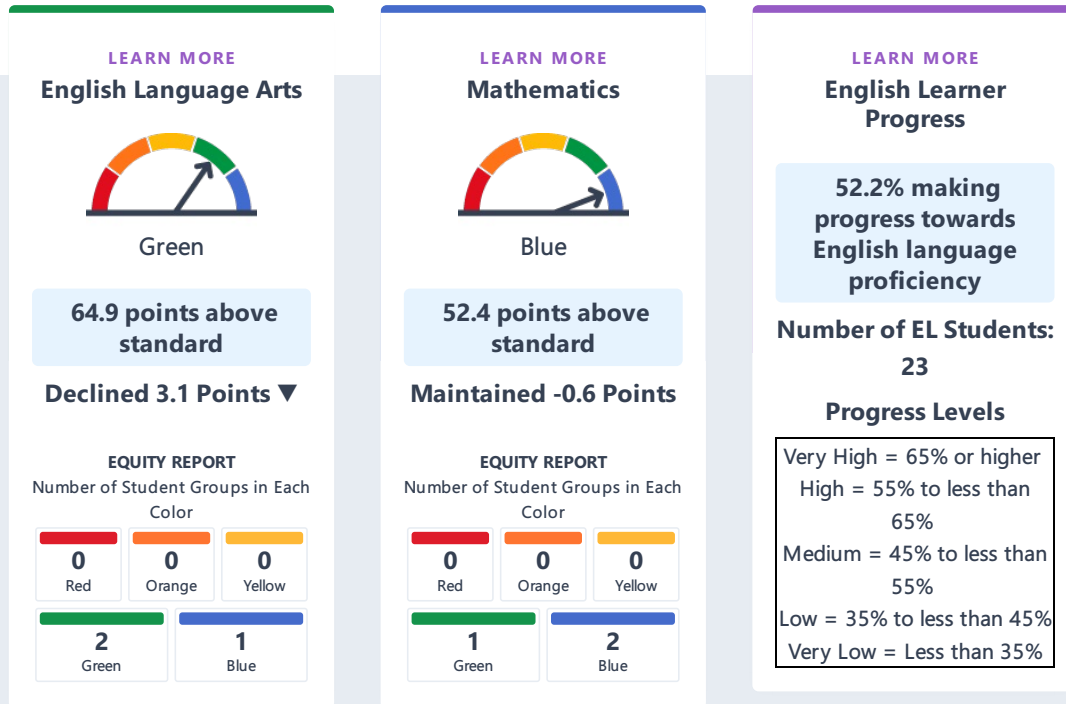 LEARN MORE
English Language Arts
Green
64.9 points above
standard
Declined 3.1 Points ▼
EQUITY REPORT
Number of Student Groups in Each
Color
0
Red
0
Orange
0
Yellow
2
Green
1
Blue
LEARN MORE
Mathematics
Blue
52.4 points above
standard
Maintained -0.6 Points
EQUITY REPORT
Number of Student Groups in Each
Color
0
Red
0
Orange
0
Yellow
1
Green
2
Blue
LEARN MORE
English Learner
Progress
52.2% making
progress towards
English language
proficiency
Number of EL Students:
23
Progress Levels
Very High = 65% or higher
High = 55% to less than
65%
Medium = 45% to less than
55%
Low = 35% to less than 45%
Very Low = Less than 35%